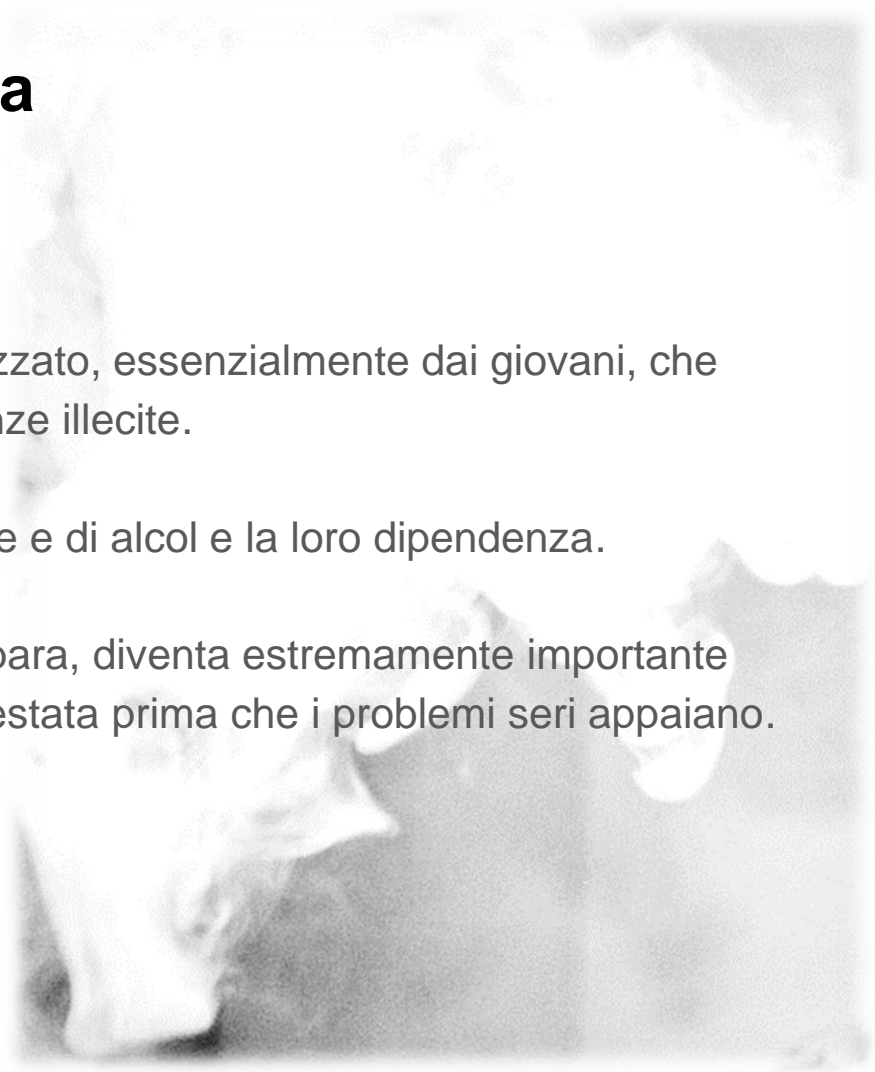 a
zzato, essenzialmente dai giovani, che
nze illecite.
e e di alcol e la loro dipendenza.
para, diventa estremamente importante
estata prima che i problemi seri appaiano.